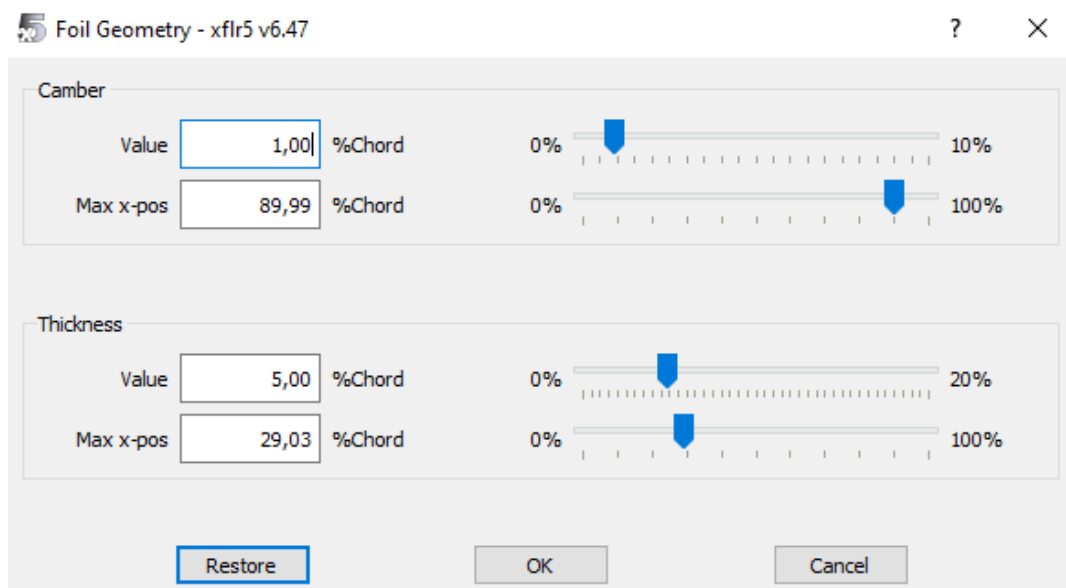 Foil Geometry - xflr5 v6.47 ?
Camber
Value 1,00 %Chord 0% 10%
Max x-pos 89,99 %Chord 0% 100%
Thickness
Value 5,00 %Chord 0% 20%
Max x-pos 29,03 %Chord 0% 100%
Restore OK Cancel